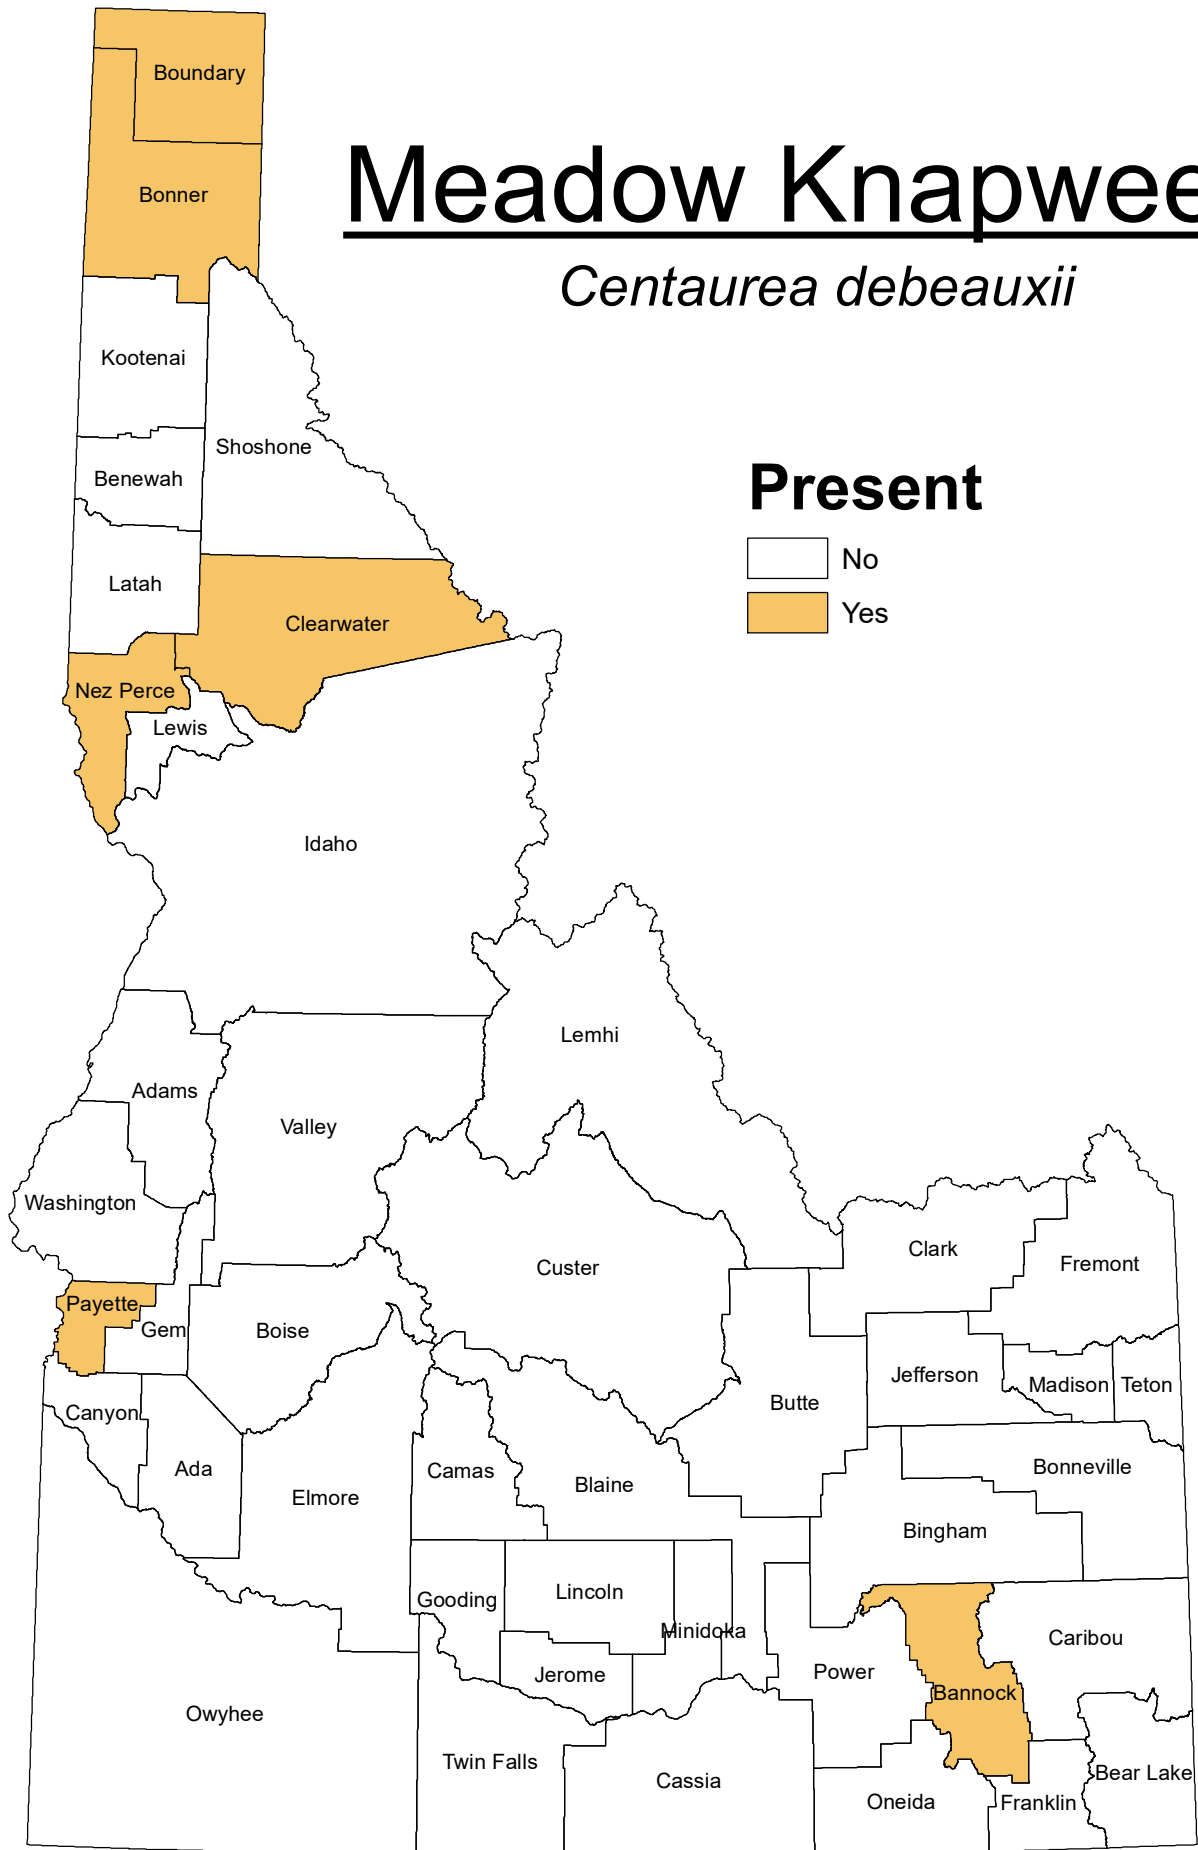 Boundary
Meadow Knapwee
Bonner
Centaurea debeauxii
Kootenai
Shoshone
Benewah
Present
No
Latah
Yes
Clearwater
Nez Perce
Lewis
Idaho
Lemhi
Adams
Valley
Washington
Clark
Custer
Fremont
Payette
Gem
Boise
Jefferson
Madison
Teton
Butte
Canyon
Ada
Camas
Blaine
Bonneville
Elmore
Bingham
Gooding
Lincoln
Minidoka
Caribou
Jerome
Power
Bannock
Owyhee
Twin Falls
Cassia
Bear Lake
Oneida
Franklin